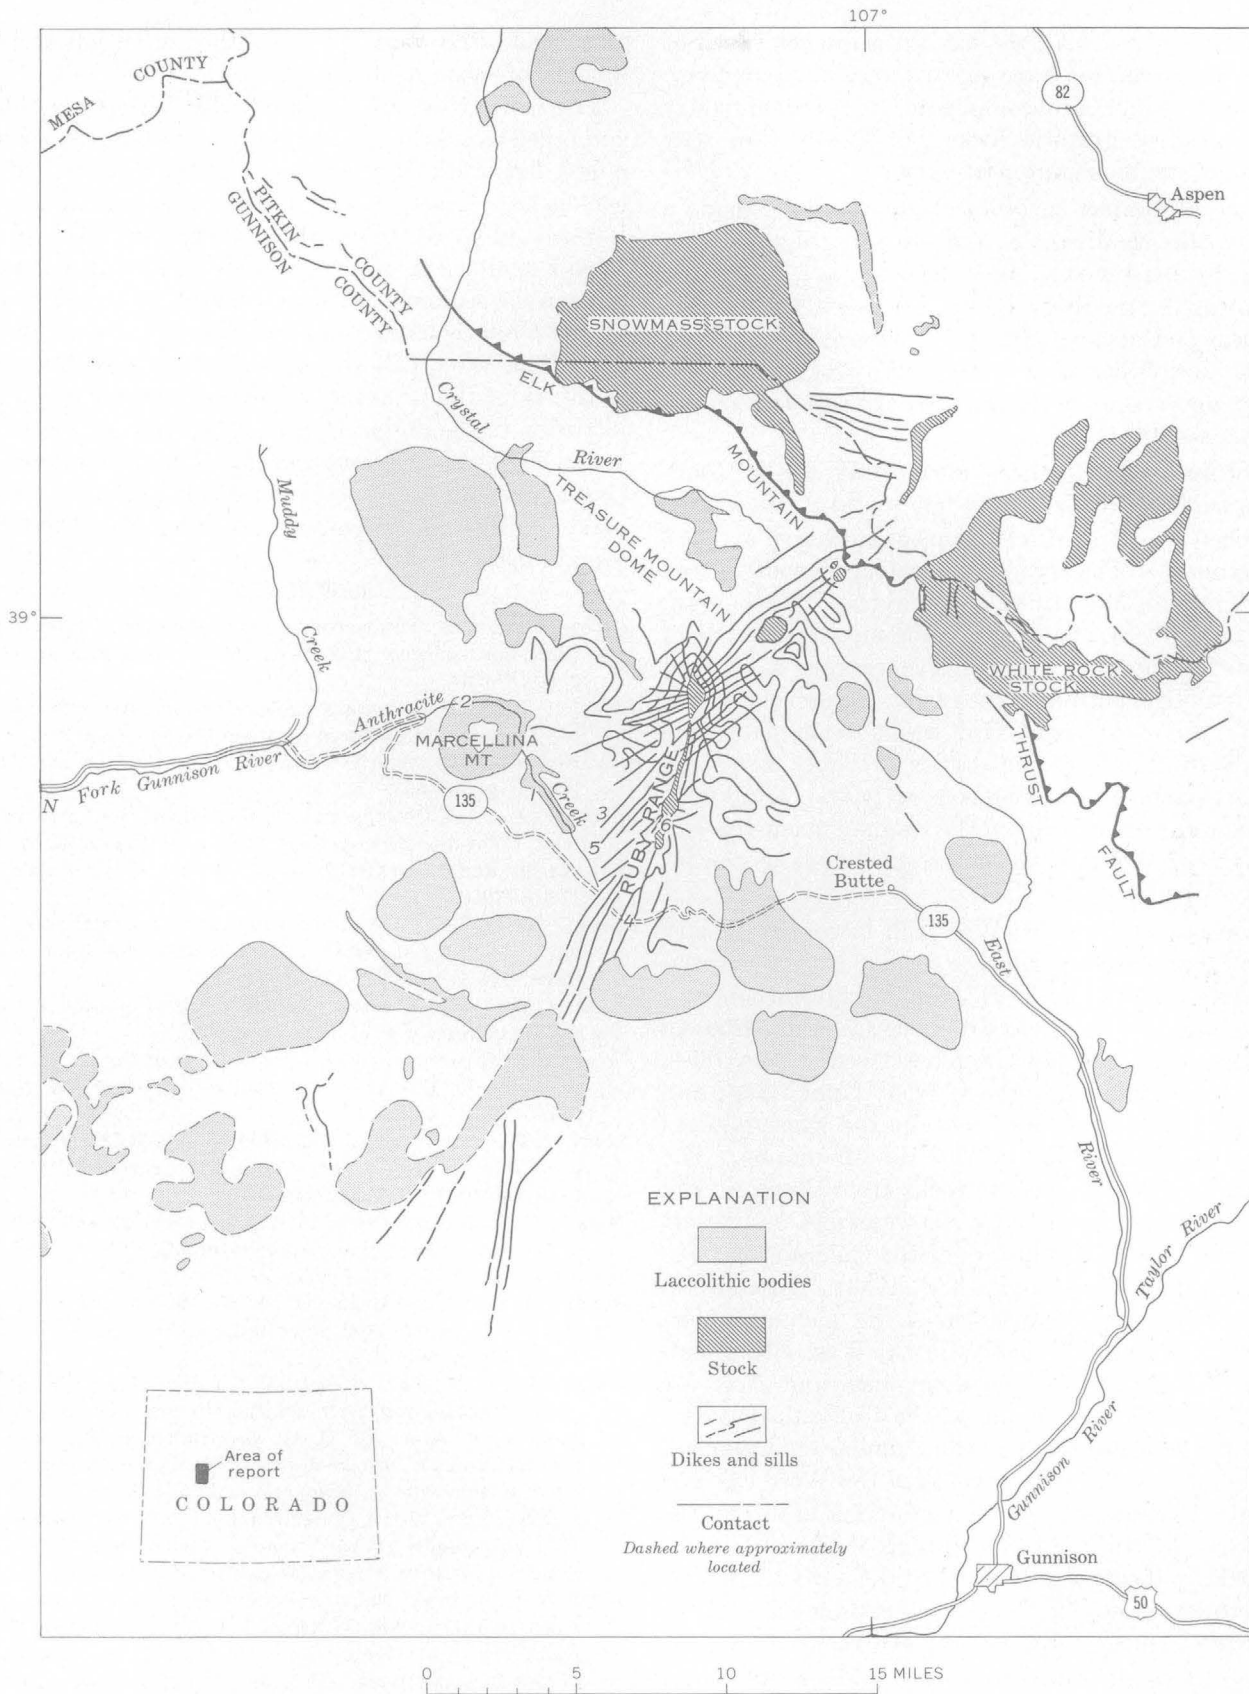 107°
MESA COUNTY
82
Aspen
PITKIN COUNTY
GUNNISON COUNTY
SNOWMASS STOCK
ELK
MOUNTAIN
Crystal
River
TREASURE MOUNTAIN
DOME
Muddy
Creek
39°
WHITE ROCK
STOCK
Anthracite
2
MARCELLINA
MT
Creek
N Fork Gunnison River
135
3
5
6
4
RUBY RANGE
THRUST
FAULT
Crested
Butte
135
East
River
Taylor River
Gunnison
River
Gunnison
50
EXPLANATION
Laccolithic bodies
Stock
Dikes and sills
Contact
Dashed where approximately
located
Area of
report
COLORADO
0 5 10 15 MILES